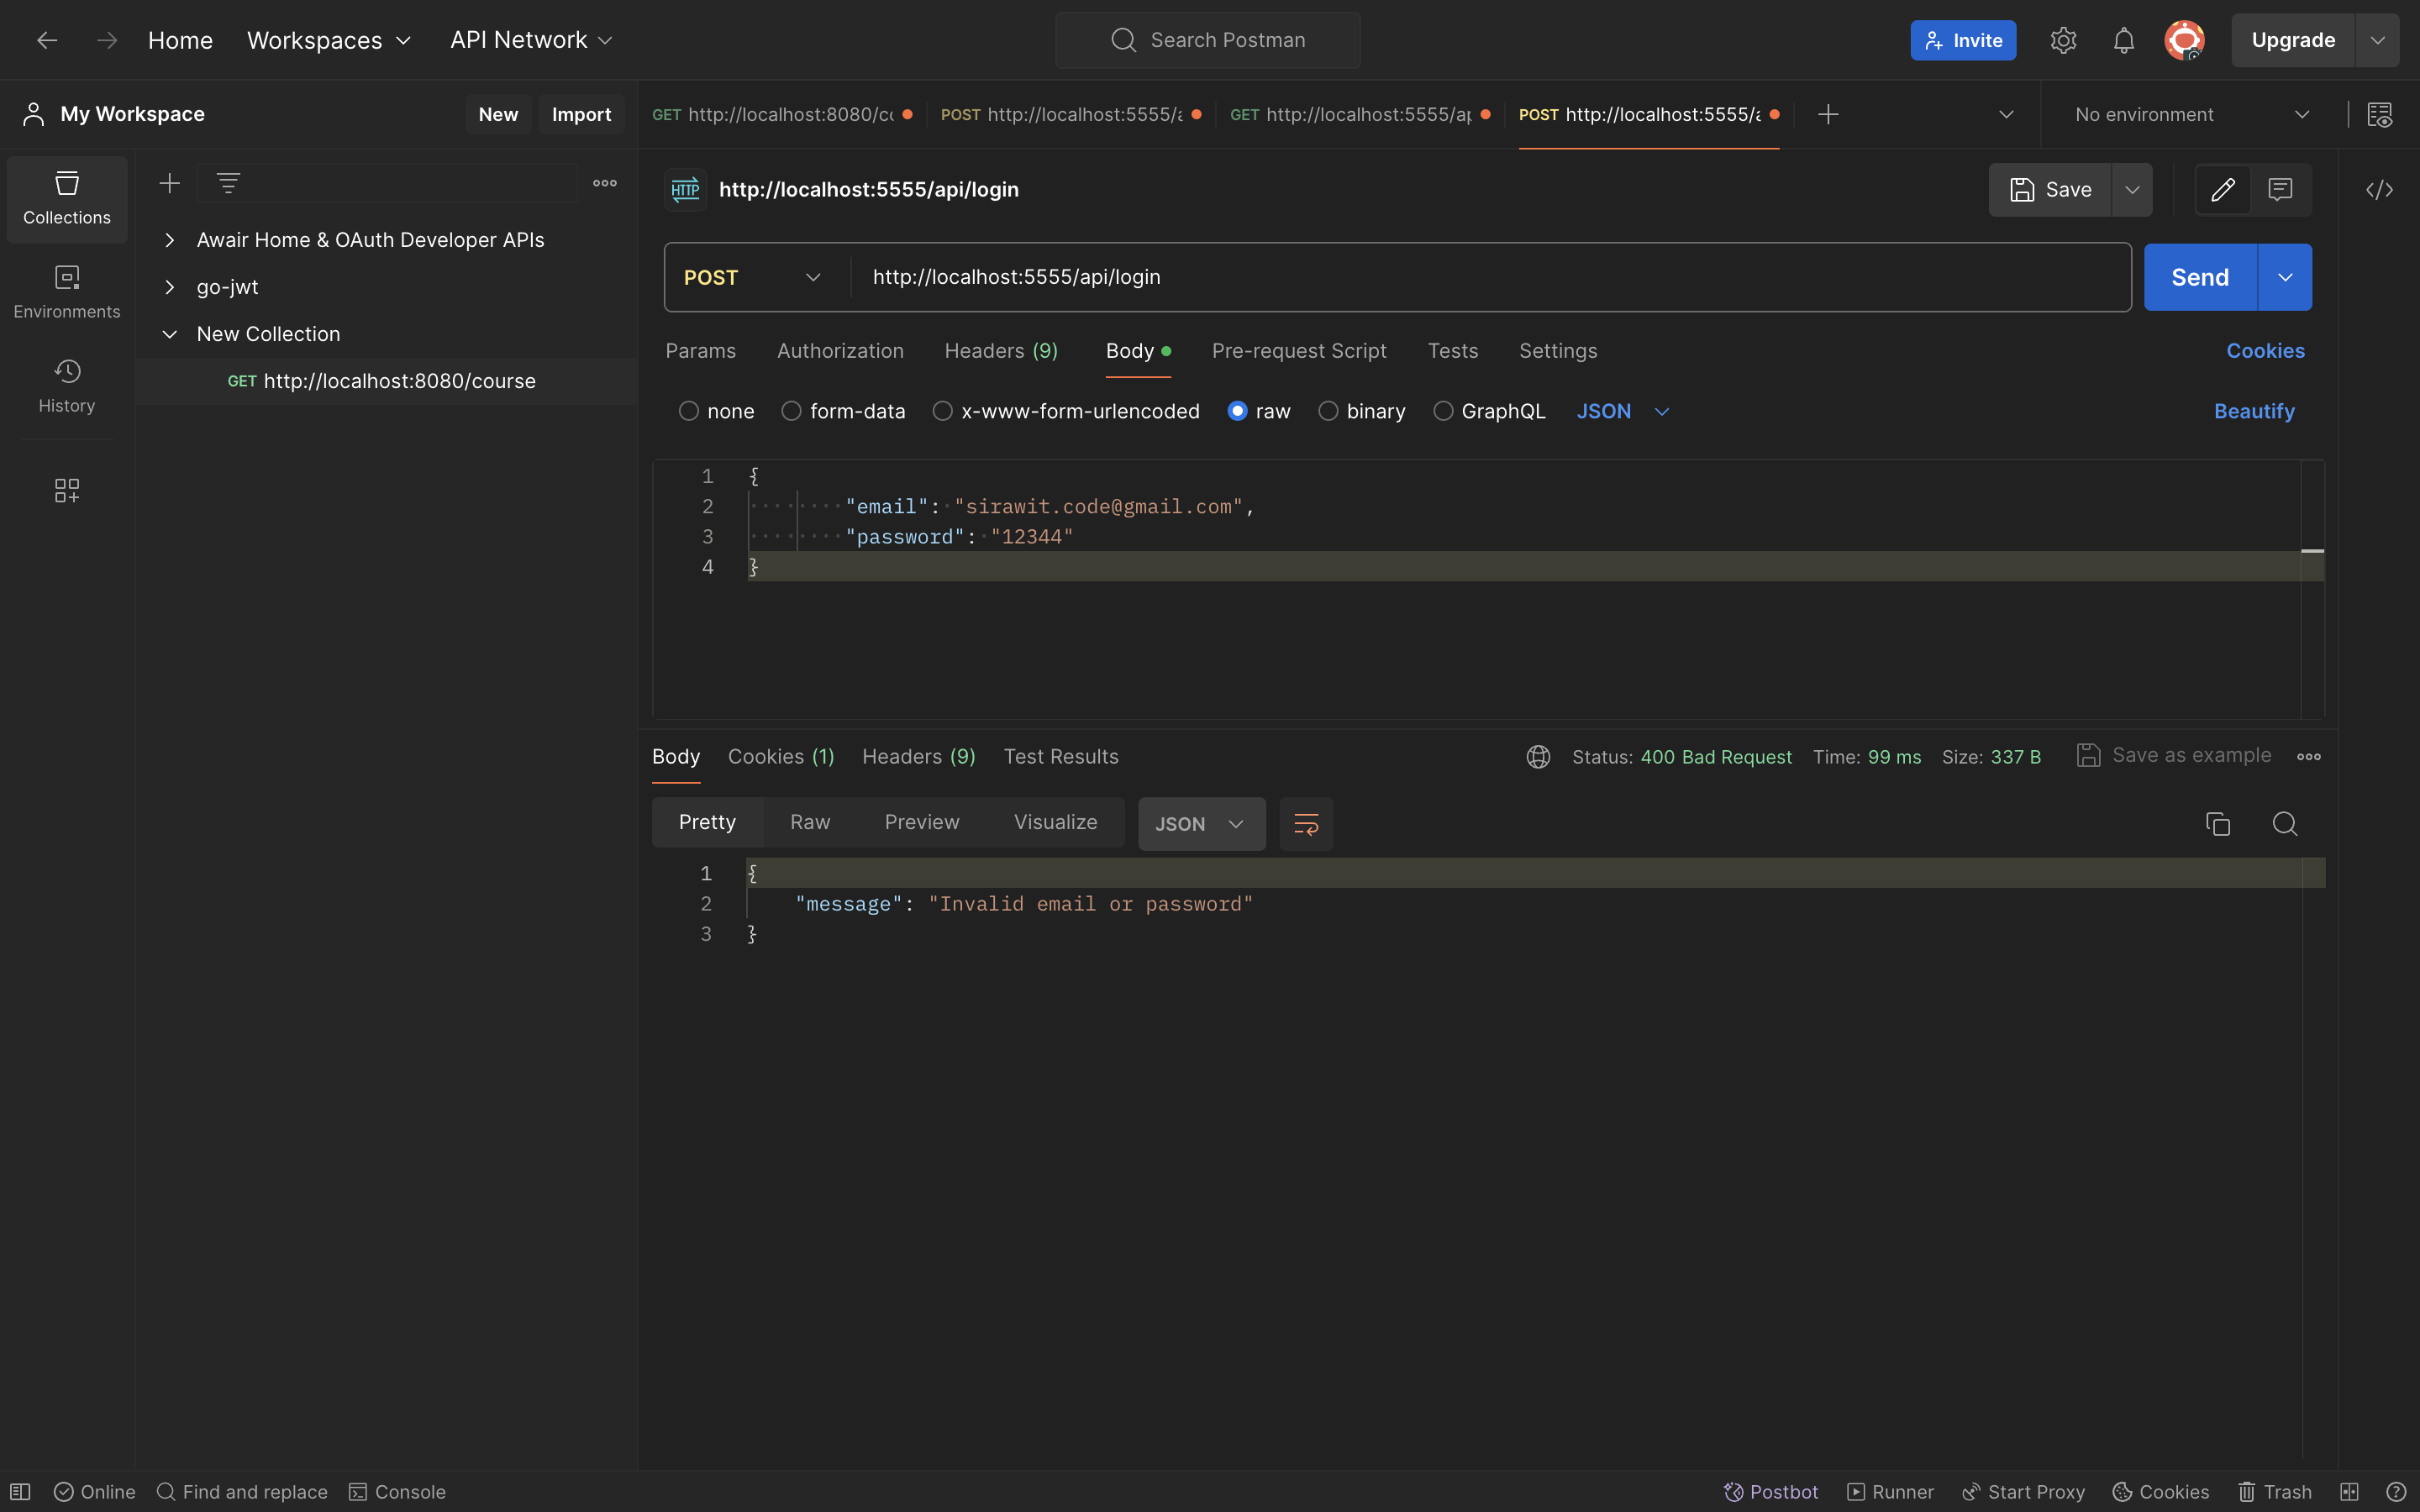 Home Workspaces API Network Search Postman Invite Upgrade
My Workspace New Import
GET http://localhost:8080/cc POST http://localhost:5555/a GET http://localhost:5555/ap POST http://localhost:5555/a No environment
Collections
Environments
History
Awair Home & OAuth Developer APIs
go-jwt
New Collection
GET http://localhost:8080/course
HTTP http://localhost:5555/api/login Save
POST http://localhost:5555/api/login Send
Params Authorization Headers (9) Body Pre-request Script Tests Settings Cookies
none form-data x-www-form-urlencoded raw binary GraphQL JSON Beautify
1 {
2 "email": "sirawit.code@gmail.com",
3 "password": "12344"
4 }
Body Cookies (1) Headers (9) Test Results Status: 400 Bad Request Time: 99 ms Size: 337 B Save as example
Pretty Raw Preview Visualize JSON
1 {
2 "message": "Invalid email or password"
3 }
Online Find and replace Console Postbot Runner Start Proxy Cookies Trash